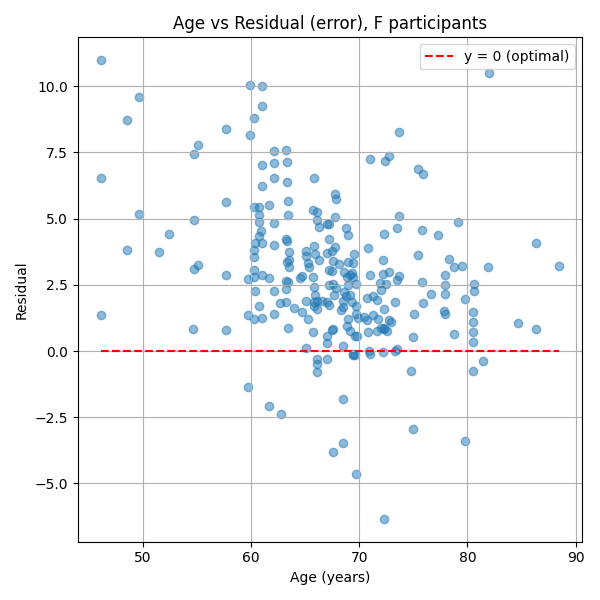 Age vs Residual (error), F participants
y = 0 (optimal)
10.0
7.5
5.0
2.5
0.0
−2.5
−5.0
Residual
50 60 70 80 90
Age (years)